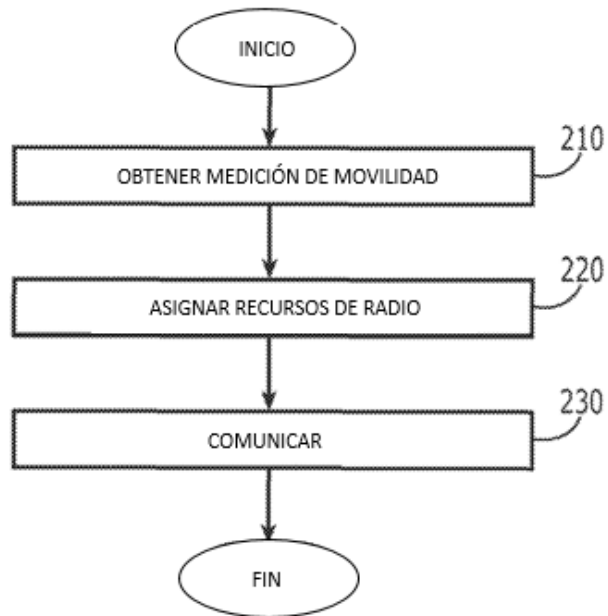 INICIO
210
OBTENER MEDICIÓN DE MOVILIDAD
220
ASIGNAR RECURSOS DE RADIO
230
COMUNICAR
FIN